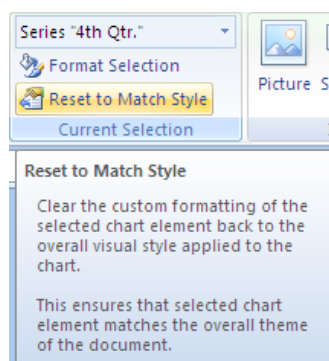 Series "4th Qtr."
Format Selection
Picture
Reset to Match Style
Current Selection
Reset to Match Style
Clear the custom formatting of the
selected chart element back to the
overall visual style applied to the
chart.
This ensures that selected chart
element matches the overall theme
of the document.